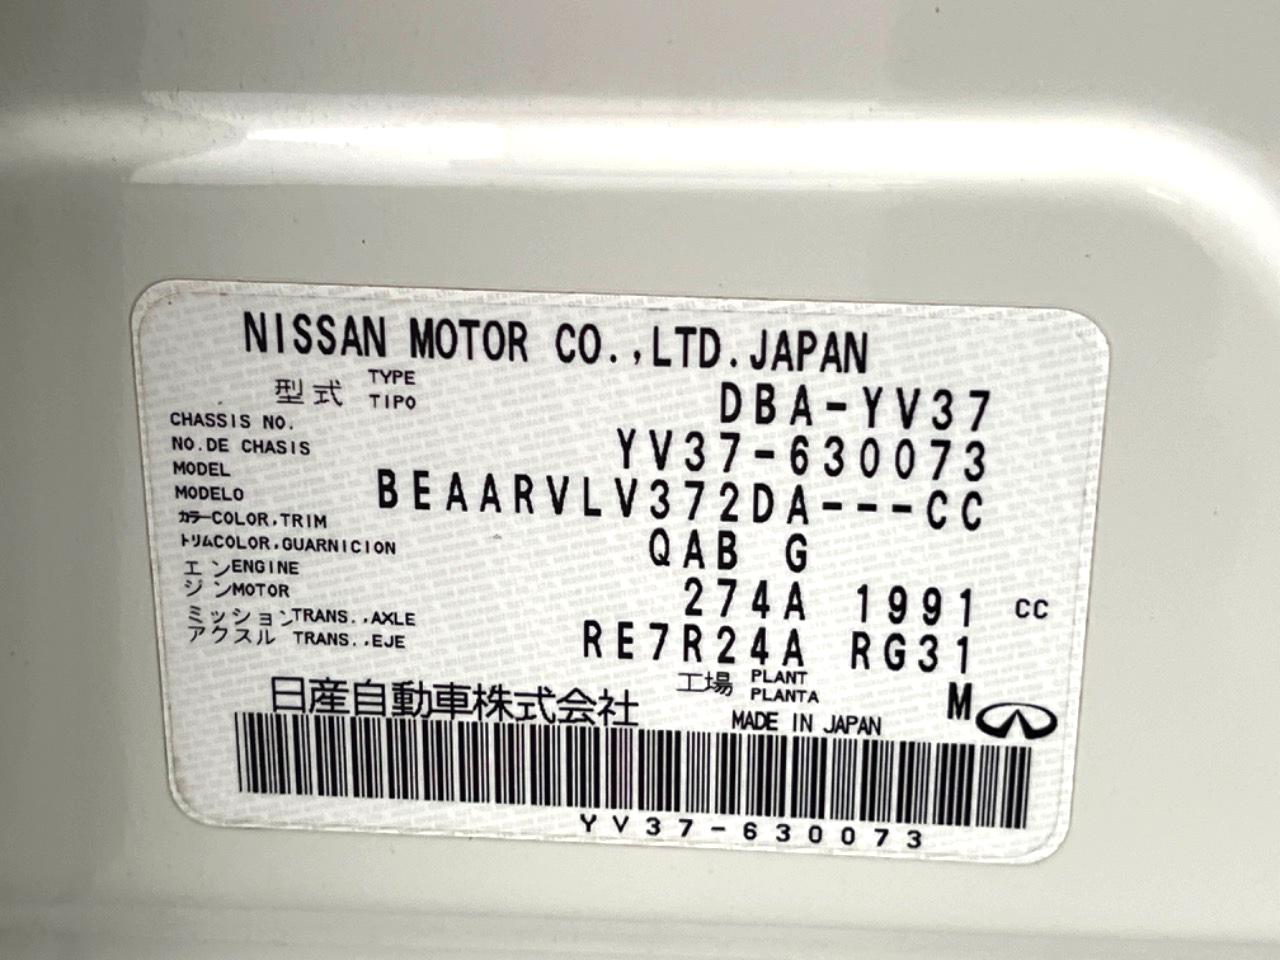 NISSAN MOTOR CO.,LTD.JAPAN
型式 TYPE TIPO DBA-YV37
CHASSIS NO.
NO.DE CHASIS YV37-630073
MODEL
MODELO BEAARVLV372DA---CC
カラーCOLOR,TRIM
トリムCOLOR,GUARNICION QAB G
エンENGINE
ジンMOTOR 274A 1991 CC
ミッションTRANS.,AXLE
アクスル TRANS.,EJE RE7R24A RG31
工場 PLANT PLANTA M
日産自動車株式会社 MADE IN JAPAN
YV37-630073